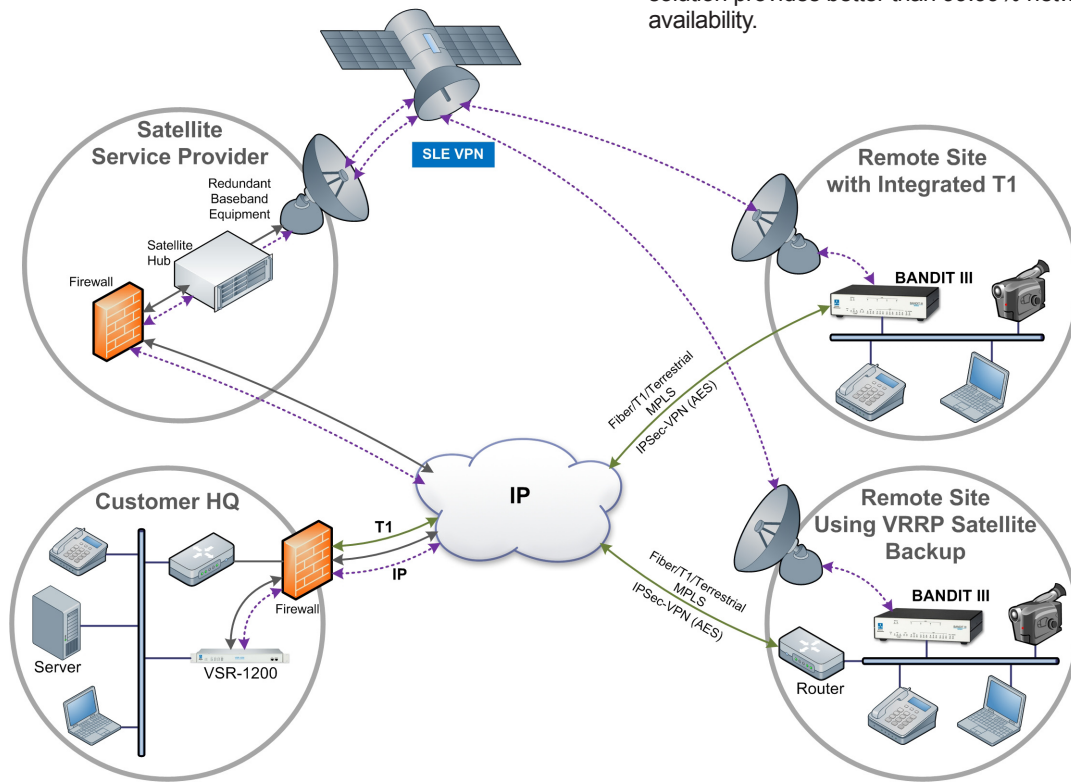 availability.
SLE VPN
Satellite
Service Provider
Redundant
Baseband
Equipment
Satellite
Hub
Firewall
Remote Site
with Integrated T1
BANDIT III
Fiber/T1/Terrestrial
MPLS
IPSec-VPN (AES)
IP
Customer HQ
T1
IP
Firewall
Server
VSR-1200
Fiber/T1/Terrestrial
MPLS
IPSec-VPN (AES)
Remote Site
Using VRRP Satellite
Backup
BANDIT III
Router